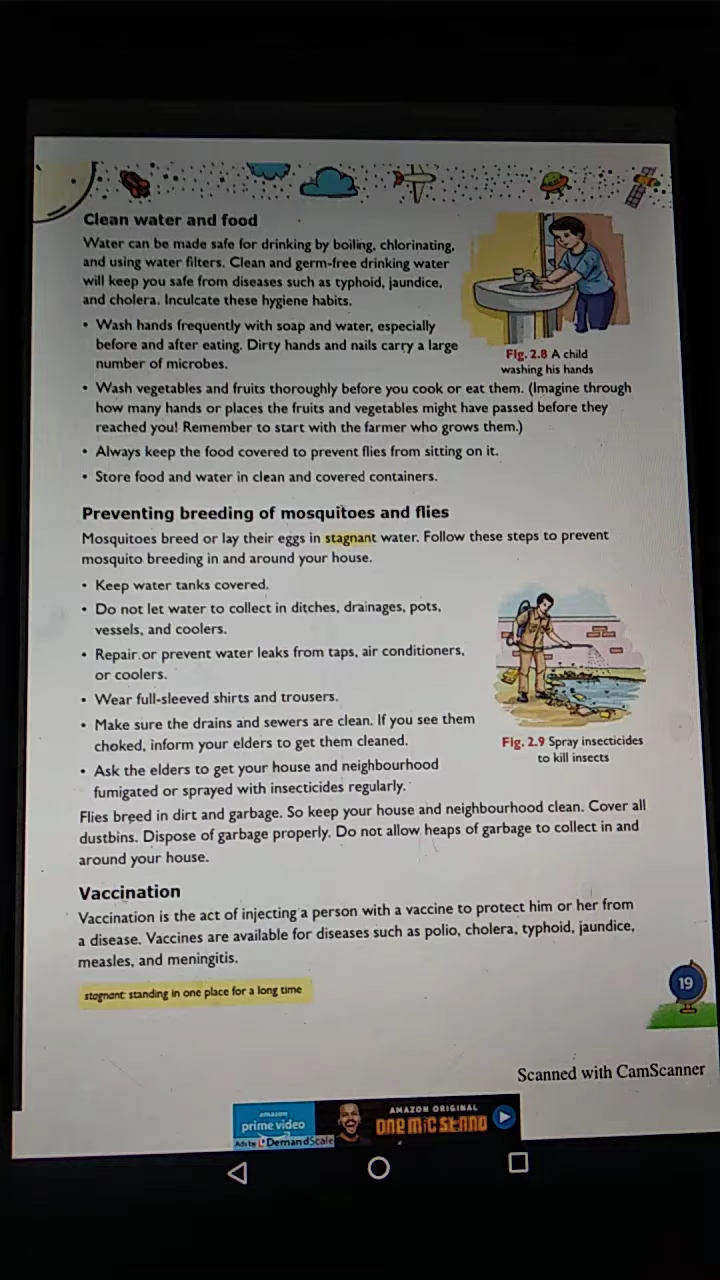 Clean water and food
Water can be made safe for drinking by boiling, chlorinating,
and using water filters. Clean and germ-free drinking water
will keep you safe from diseases such as typhoid, jaundice,
and cholera. Inculcate these hygiene habits.
• Wash hands frequently with soap and water, especially
before and after eating. Dirty hands and nails carry a large
number of microbes.
Fig. 2.8 A child
washing his hands
• Wash vegetables and fruits thoroughly before you cook or eat them. (Imagine through
how many hands or places the fruits and vegetables might have passed before they
reached you! Remember to start with the farmer who grows them.)
• Always keep the food covered to prevent flies from sitting on it.
• Store food and water in clean and covered containers.
Preventing breeding of mosquitoes and flies
Mosquitoes breed or lay their eggs in stagnant water. Follow these steps to prevent
mosquito breeding in and around your house.
• Keep water tanks covered.
• Do not let water to collect in ditches, drainages, pots,
vessels, and coolers.
• Repair or prevent water leaks from taps, air conditioners,
or coolers.
• Wear full-sleeved shirts and trousers.
• Make sure the drains and sewers are clean. If you see them
choked, inform your elders to get them cleaned.
• Ask the elders to get your house and neighbourhood
fumigated or sprayed with insecticides regularly.
Fig. 2.9 Spray insecticides
to kill insects
Flies breed in dirt and garbage. So keep your house and neighbourhood clean. Cover all
dustbins. Dispose of garbage properly. Do not allow heaps of garbage to collect in and
around your house.
Vaccination
Vaccination is the act of injecting a person with a vaccine to protect him or her from
a disease. Vaccines are available for diseases such as polio, cholera, typhoid, jaundice,
measles, and meningitis.
stagnant: standing in one place for a long time
19
Scanned with CamScanner
amazon
prime video
Ads by DemandScale
AMAZON ORIGINAL
ONE MIC STAND